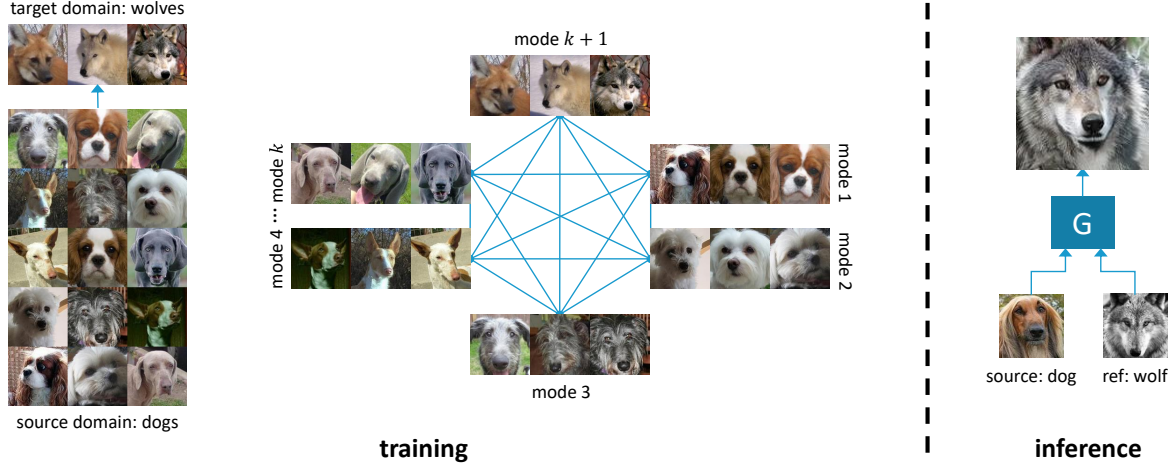 target domain: wolves
source domain: dogs
mode k + 1
mode 4 ··· mode k
mode 1
mode 2
mode 3
training
G
source: dog
ref: wolf
inference